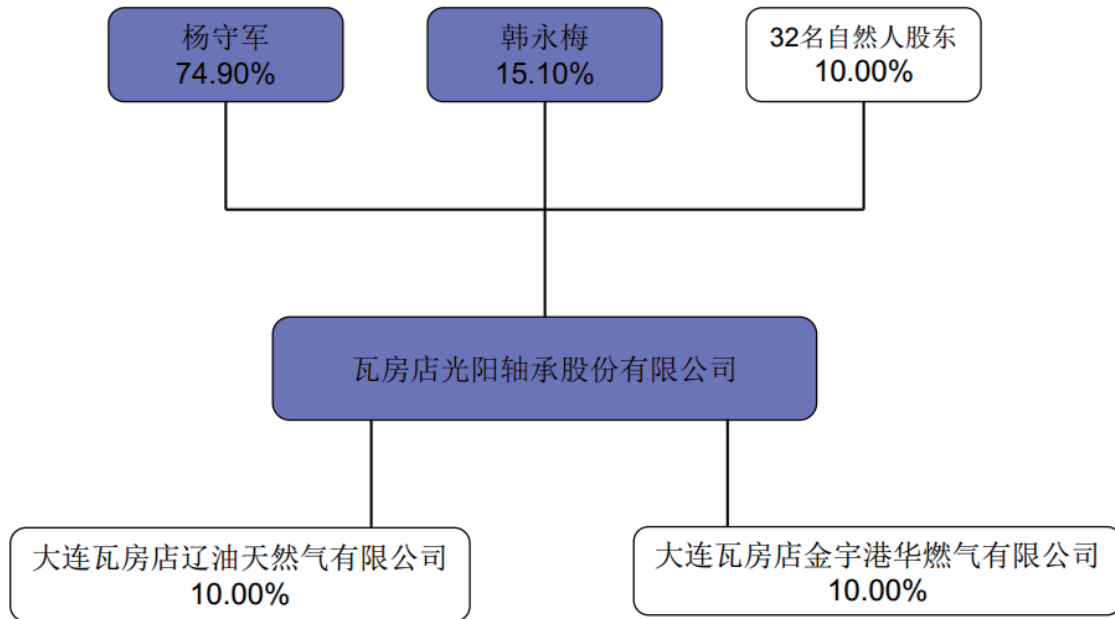 杨守军
74.90%
韩永梅
15.10%
32名自然人股东
10.00%
瓦房店光阳轴承股份有限公司
大连瓦房店辽油天然气有限公司
10.00%
大连瓦房店金宇港华燃气有限公司
10.00%